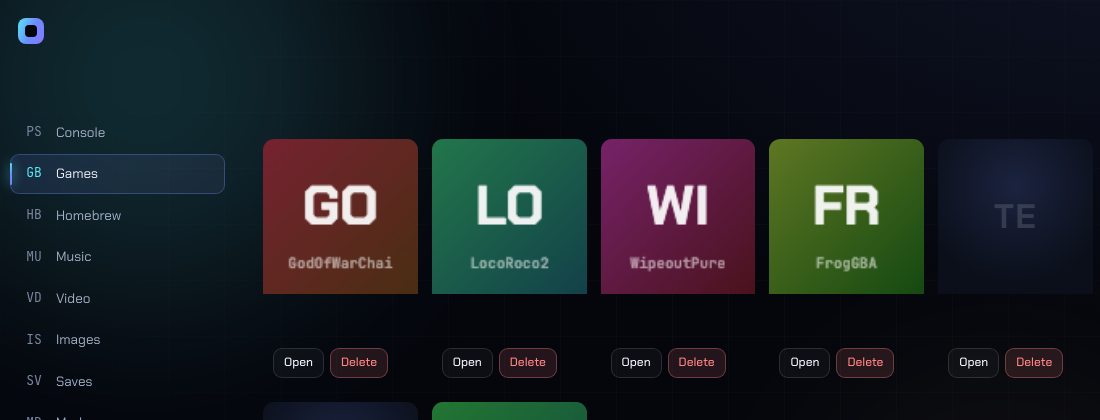 PS Console
GB Games
HB Homebrew
MU Music
VD Video
IS Images
SV Saves
GO
GodOfWarChai
LO
LocoRoco2
WI
WipeoutPure
FR
FrogGBA
TE
Open Delete
Open Delete
Open Delete
Open Delete
Open Delete